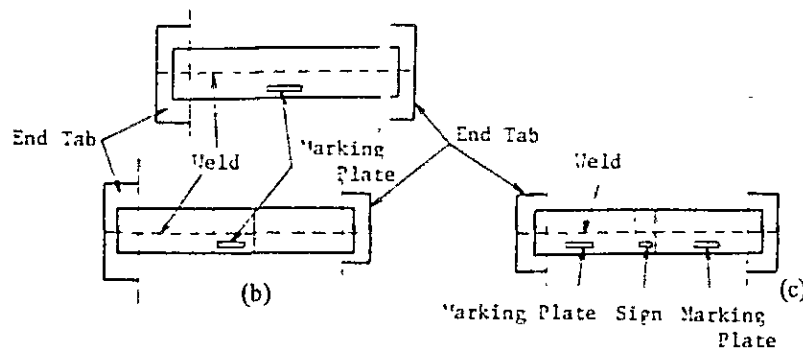 End Tab
Weld
Marking
Plate
End Tab
Weld
(b)
(c)
Marking Plate Sign Marking
Plate